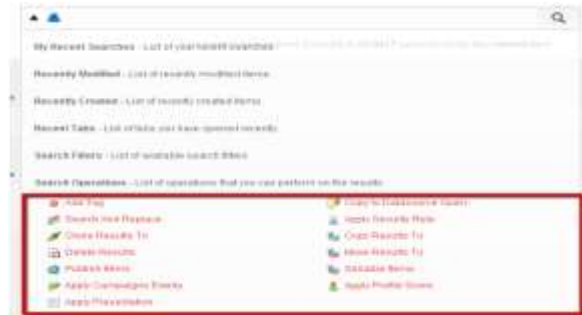 My Recent Searches - List of your recent searches
Recently Modified - List of recently modified items
Recently Created - List of recently created items
Recent Tabs - List of tabs you have opened recently
Search Filters - List of available search filters
Search Operations - List of operations that you can perform on the results
Add Tag
Copy to Datasource Query
Search And Replace
Apply Security Rule
Clone Results To
Copy Results To
Delete Results
Move Results To
Publish Items
Serialize Items
Apply Campaigns Events
Apply Profile Score
Apply Presentation